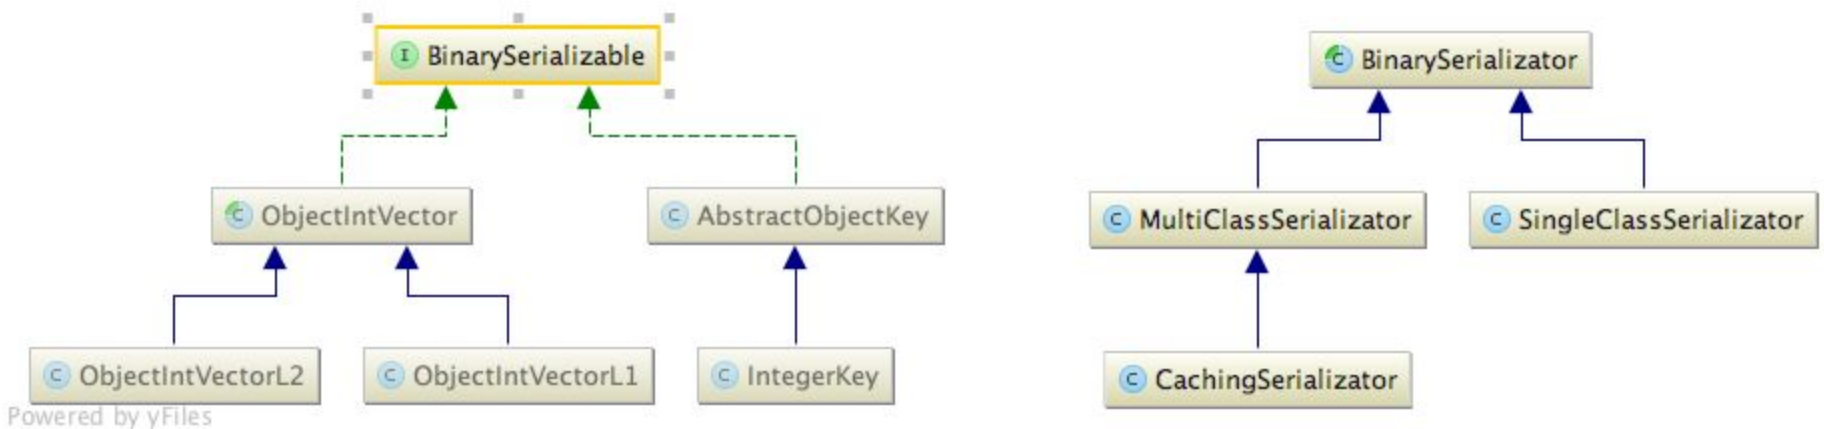 I BinarySerializable
C BinarySerializator
C ObjectIntVector
C AbstractObjectKey
C MultiClassSerializator
C SingleClassSerializator
C ObjectIntVectorL2
C ObjectIntVectorL1
C IntegerKey
C CachingSerializator
Powered by yFiles